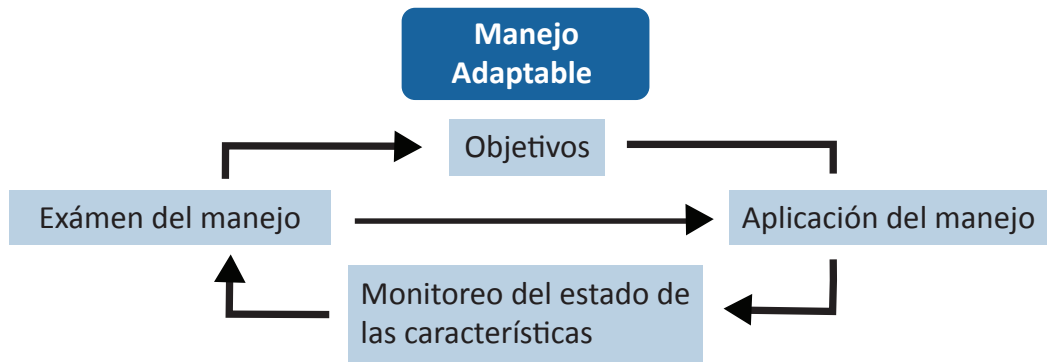 Manejo
Adaptable
Objetivos
Exámen del manejo
Aplicación del manejo
Monitoreo del estado de
las características